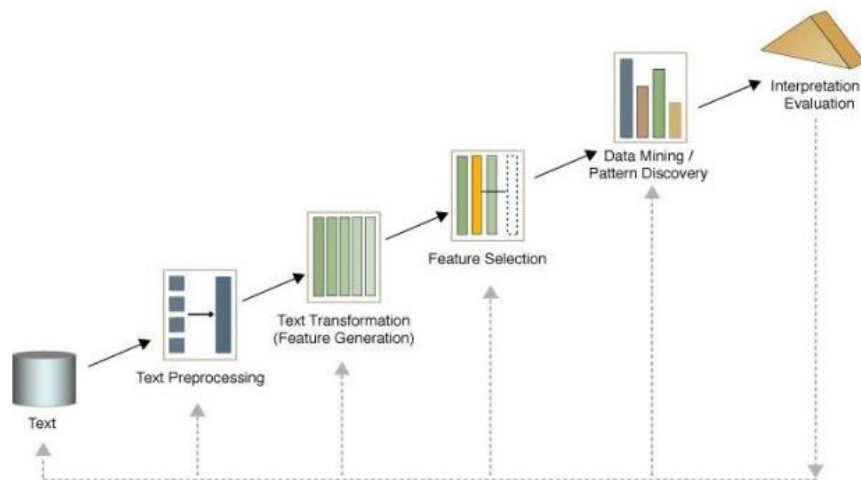 Text
Text Preprocessing
Text Transformation
(Feature Generation)
Feature Selection
Data Mining /
Pattern Discovery
Interpretation
Evaluation